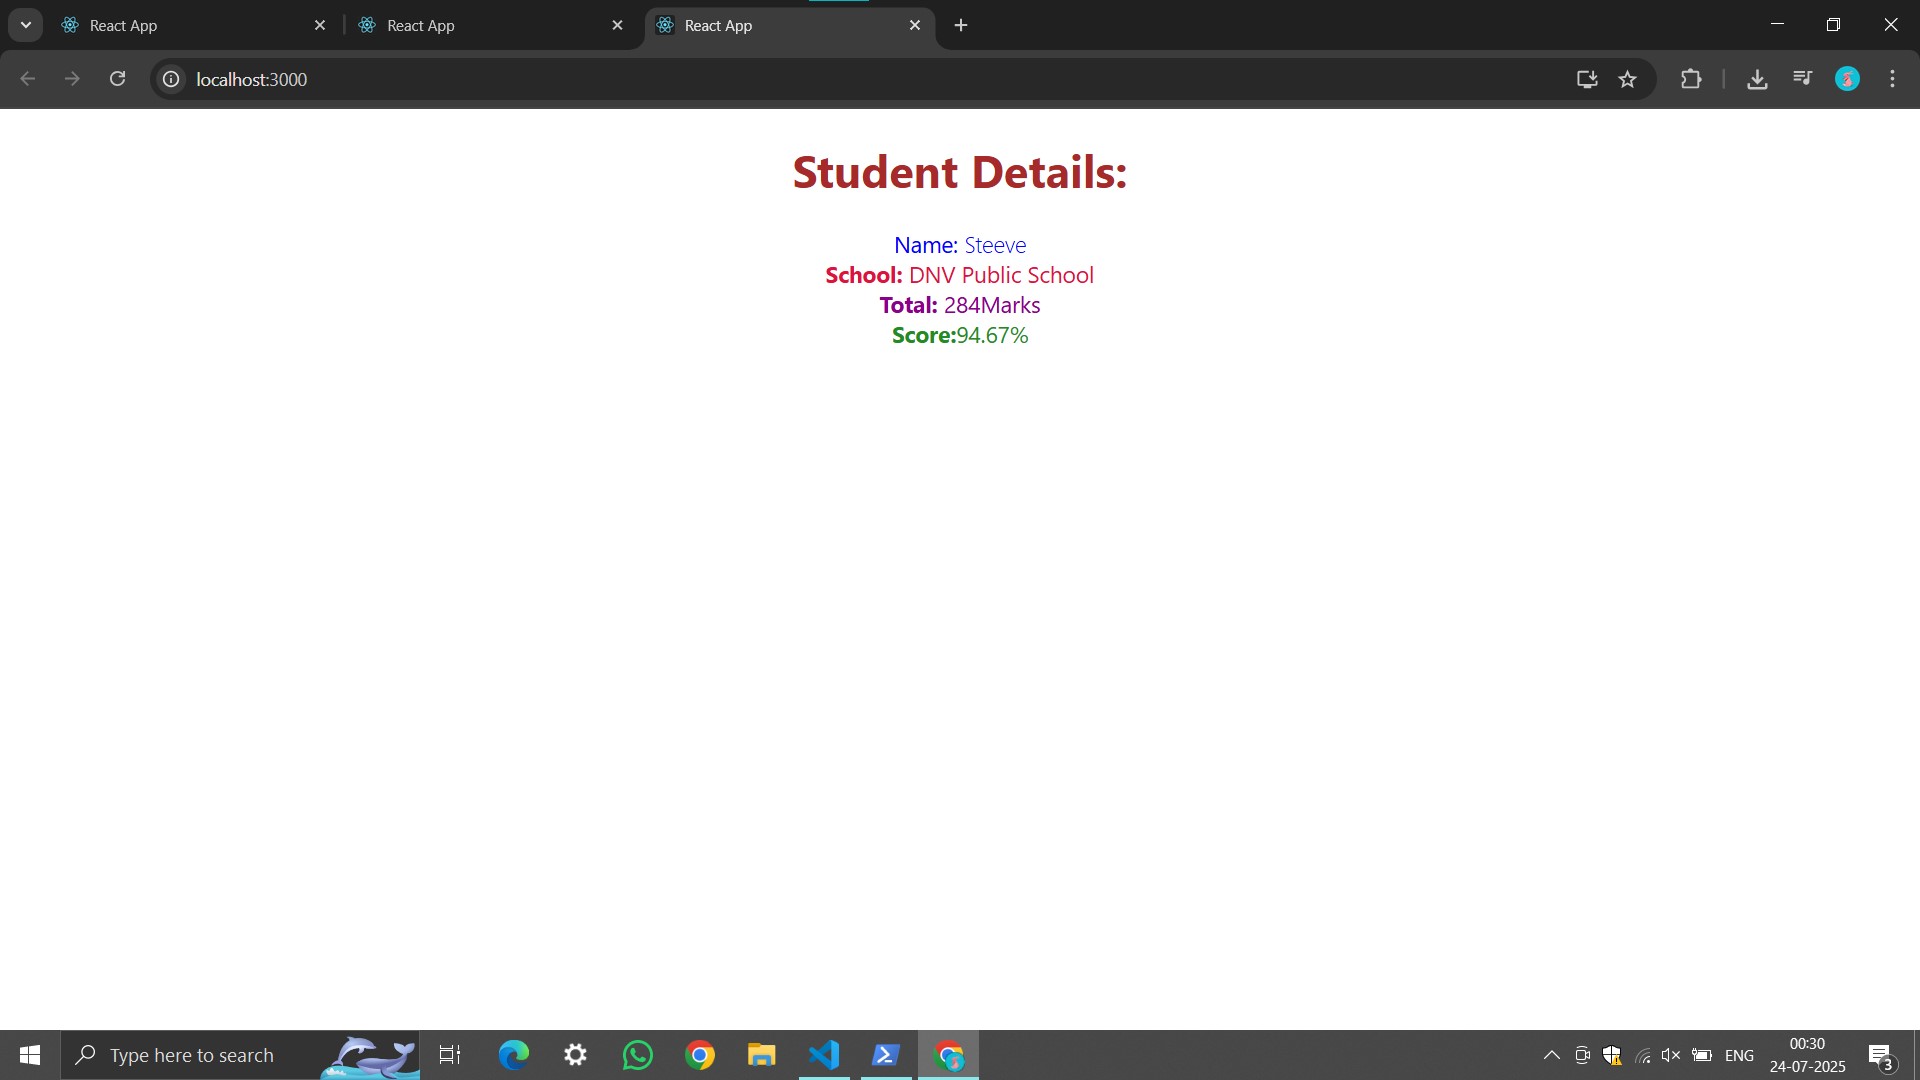 React App
React App
React App
localhost:3000
Student Details:
Name: Steeve
School: DNV Public School
Total: 284Marks
Score:94.67%
Type here to search
ENG
00:30
24-07-2025
3